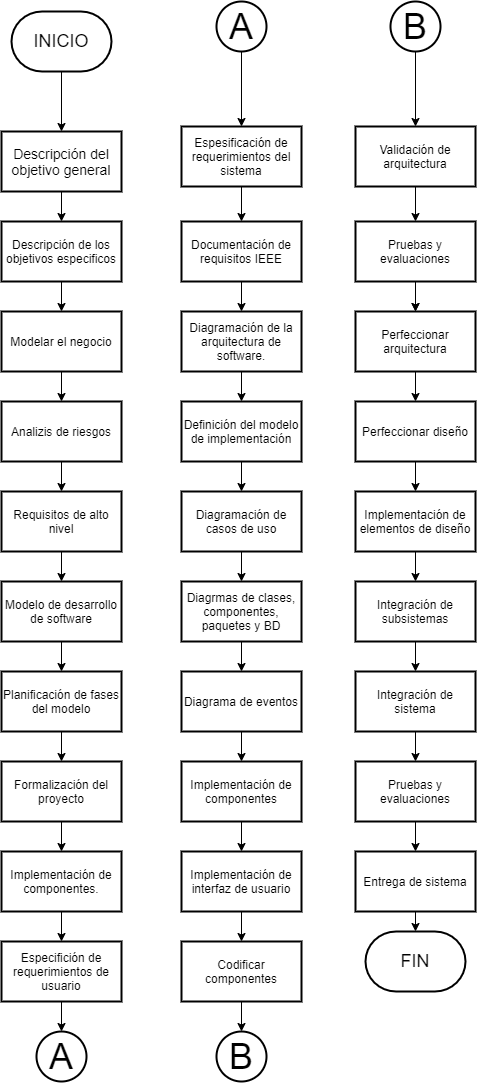 INICIO
Descripción del
objetivo general
Descripción de los
objetivos especificos
Modelar el negocio
Analizis de riesgos
Requisitos de alto
nivel
Modelo de desarrollo
de software
Planificación de fases
del modelo
Formalización del
proyecto
Implementación de
componentes.
Especifición de
requerimientos de
usuario
A
A
Espesificación de
requerimientos del
sistema
Documentación de
requisitos IEEE
Diagramación de la
arquitectura de
software.
Definición del modelo
de implementación
Diagramación de
casos de uso
Diagrmas de clases,
componentes,
paquetes y BD
Diagrama de eventos
Implementación de
componentes
Implementación de
interfaz de usuario
Codificar
componentes
B
B
Validación de
arquitectura
Pruebas y
evaluaciones
Perfeccionar
arquitectura
Perfeccionar diseño
Implementación de
elementos de diseño
Integración de
subsistemas
Integración de
sistema
Pruebas y
evaluaciones
Entrega de sistema
FIN